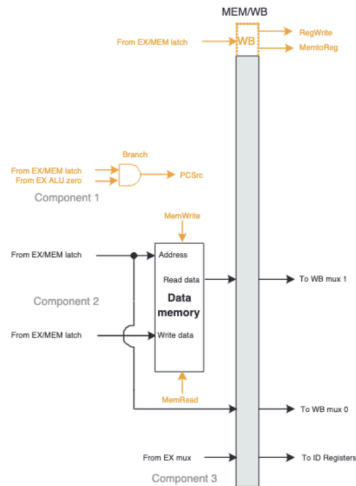 MEM/WB
From EX/MEM latch
WB
RegWrite
MemtoReg
Branch
From EX/MEM latch
From EX ALU zero
PCSrc
Component 1
MemWrite
From EX/MEM latch
Address
Read data
To WB mux 1
Component 2
Data
memory
From EX/MEM latch
Write data
MemRead
To WB mux 0
From EX mux
To ID Registers
Component 3